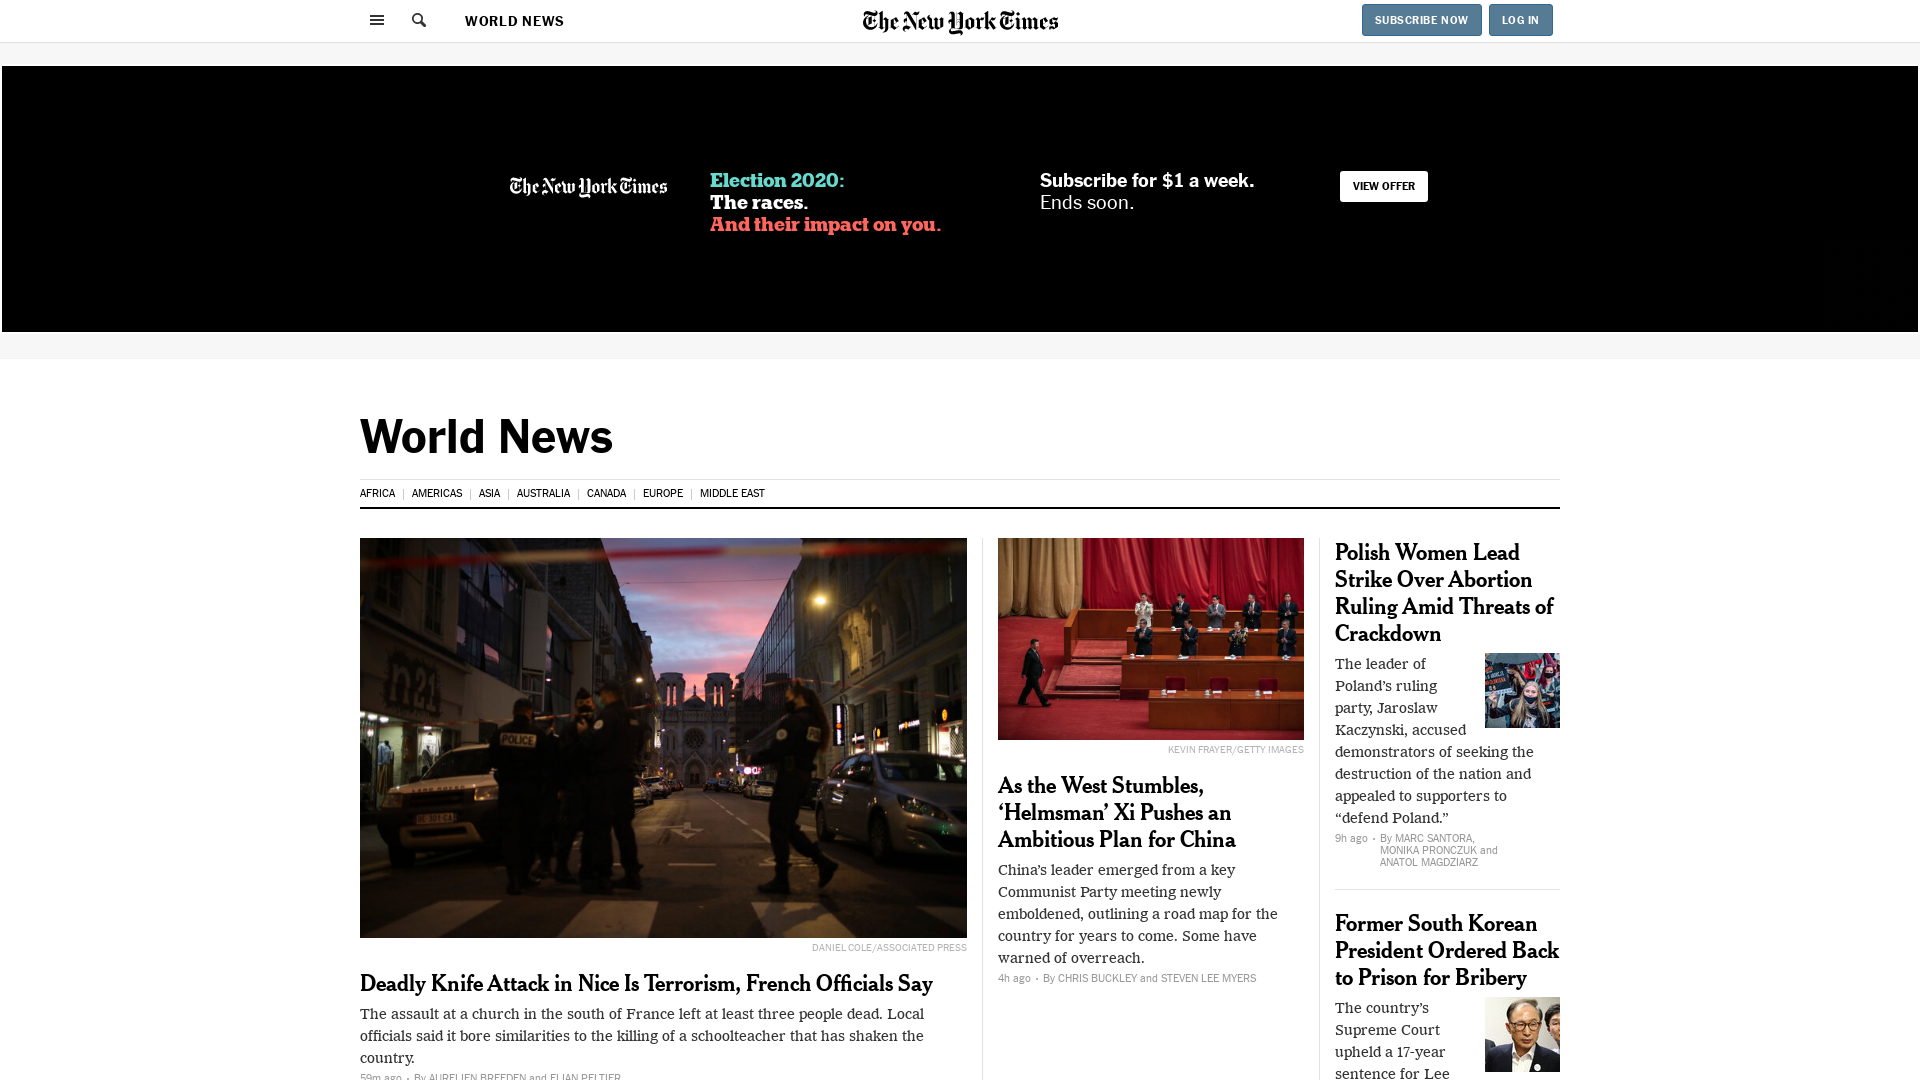 WORLD NEWS
The New York Times
SUBSCRIBE NOW
LOG IN
The New York Times
Election 2020:
The races.
And their impact on you.
Subscribe for $1 a week.
Ends soon.
VIEW OFFER
World News
AFRICA
AMERICAS
ASIA
AUSTRALIA
CANADA
EUROPE
MIDDLE EAST
POLICE
DANIEL COLE/ASSOCIATED PRESS
Deadly Knife Attack in Nice Is Terrorism, French Officials Say
The assault at a church in the south of France left at least three people dead. Local
officials said it bore similarities to the killing of a schoolteacher that has shaken the
country.
59m ago · By AURELIEN BREEDEN and ELIAN PELTIER
KEVIN FRAYER/GETTY IMAGES
As the West Stumbles,
‘Helmsman’ Xi Pushes an
Ambitious Plan for China
China’s leader emerged from a key
Communist Party meeting newly
emboldened, outlining a road map for the
country for years to come. Some have
warned of overreach.
4h ago · By CHRIS BUCKLEY and STEVEN LEE MYERS
Polish Women Lead
Strike Over Abortion
Ruling Amid Threats of
Crackdown
The leader of
Poland’s ruling
party, Jaroslaw
Kaczynski, accused
demonstrators of seeking the
destruction of the nation and
appealed to supporters to
“defend Poland.”
9h ago · By MARC SANTORA,
MONIKA PRONCZUK and
ANATOL MAGDZIARZ
Former South Korean
President Ordered Back
to Prison for Bribery
The country’s
Supreme Court
upheld a 17-year
sentence for Lee